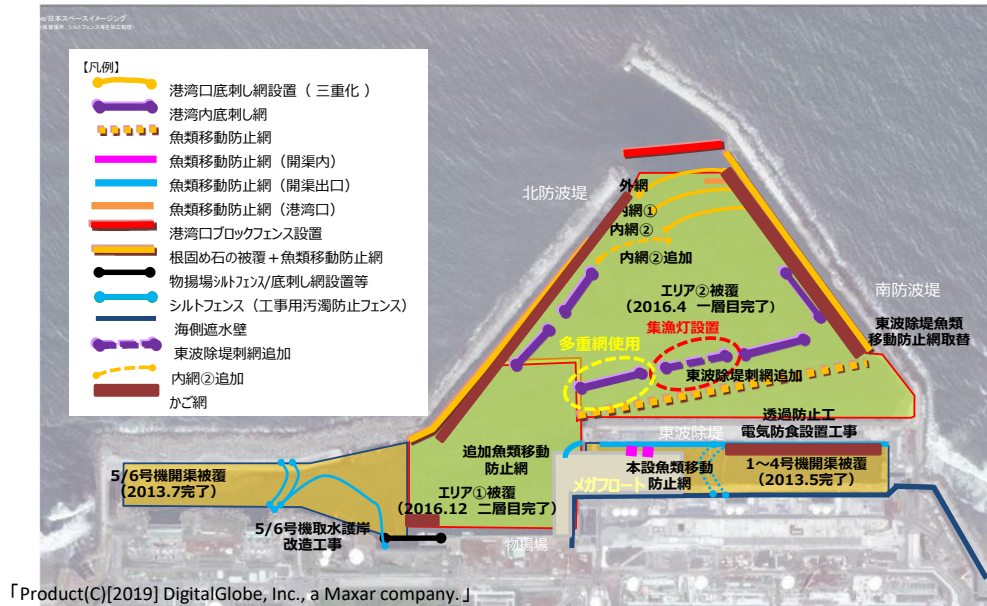 /日本スペースイメージング
【凡例】
港湾口底刺し網設置（ 三重化 ）
港湾内底刺し網
魚類移動防止網
魚類移動防止網（開渠内）
魚類移動防止網（開渠出口）
魚類移動防止網（港湾口）
港湾口ブロックフェンス設置
根固め石の被覆＋魚類移動防止網
物揚場ｼﾙﾄﾌｪﾝｽ/底刺し網設置等
シルトフェンス（工事用汚濁防止フェンス）
海側遮水壁
東波除堤刺網追加
内網②追加
かご網
北防波堤
外網
内網①
内網②
内網②追加
エリア②被覆
（2016.4 一層目完了）
南防波堤
集漁灯設置
東波除堤魚類
移動防止網取替
多重網使用
東波除堤刺網追加
透過防止工
電気防食設置工事
東波除堤
追加魚類移動
防止網
本設魚類移動
防止網
1～4号機開渠被覆
（2013.5完了）
5/6号機開渠被覆
（2013.7完了）
メガフロート
エリア①被覆
（2016.12 二層目完了）
5/6号機取水護岸
改造工事
物揚場
「Product(C)[2019] DigitalGlobe, Inc., a Maxar company.」